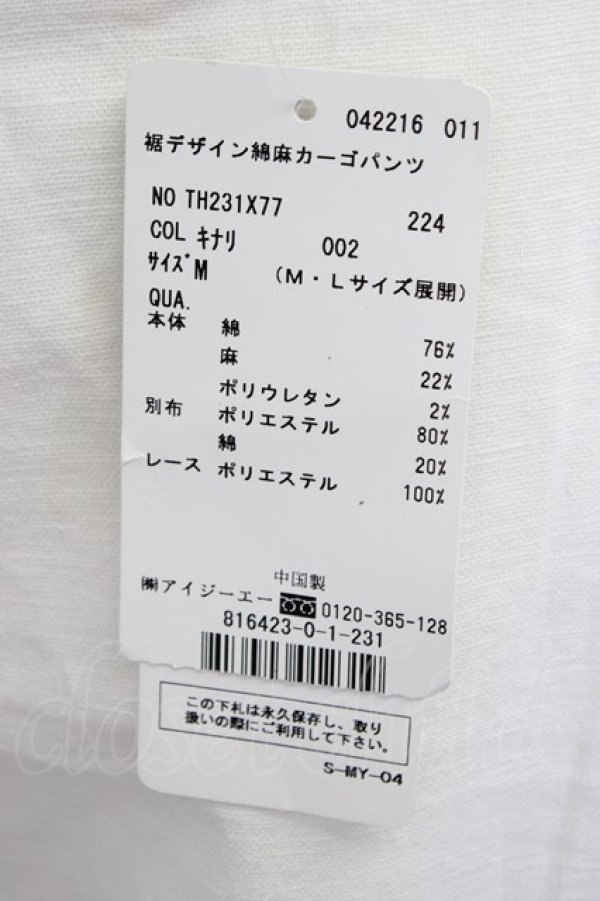 042216 011
裾デザイン綿麻カーゴパンツ
NO TH231X77 224
COL ｷﾅﾘ 002
ｻｲｽﾞ M （M・Lサイズ展開）
QUA.
本体 綿 76%
麻 22%
ポリウレタン 2%
別布 ポリエステル 80%
綿 20%
レース ポリエステル 100%
中国製
㈱アイジーエー 0120-365-128
816423-0-1-231
この下札は永久保存し、取り
扱いの際にご利用して下さい。
S-MY-04